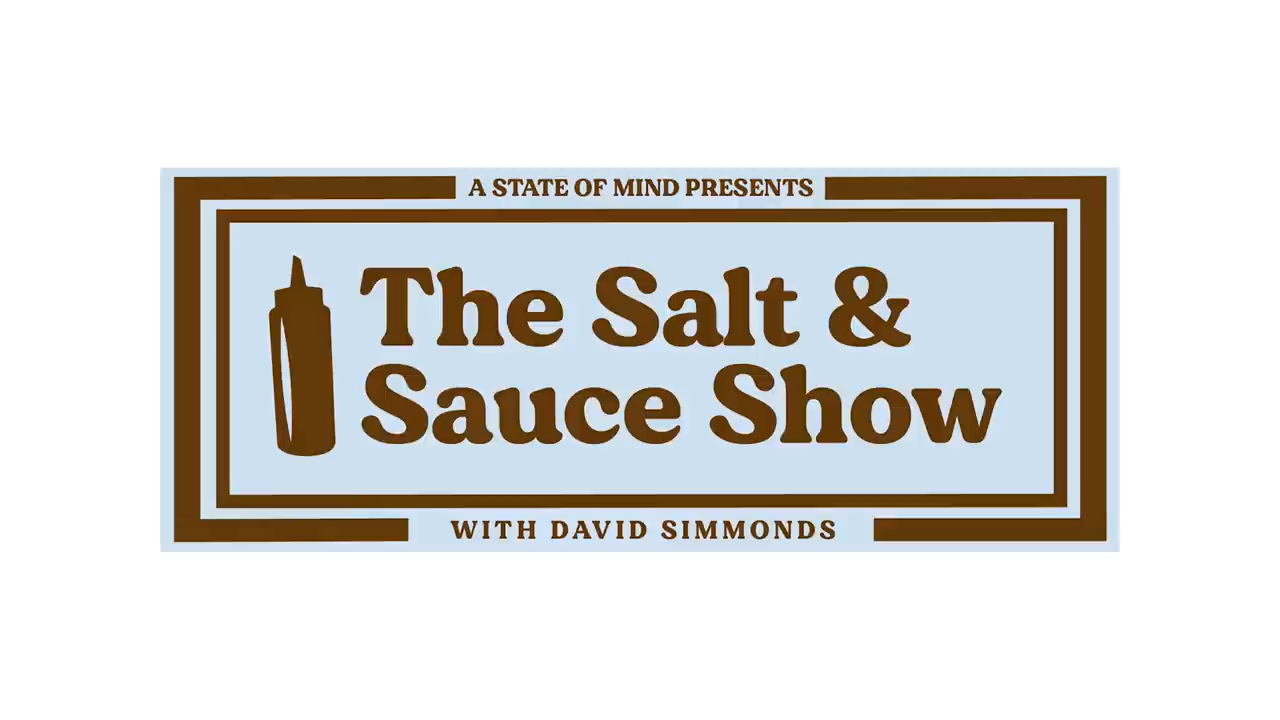 A STATE OF MIND PRESENTS
The Salt &
Sauce Show
WITH DAVID SIMMONDS